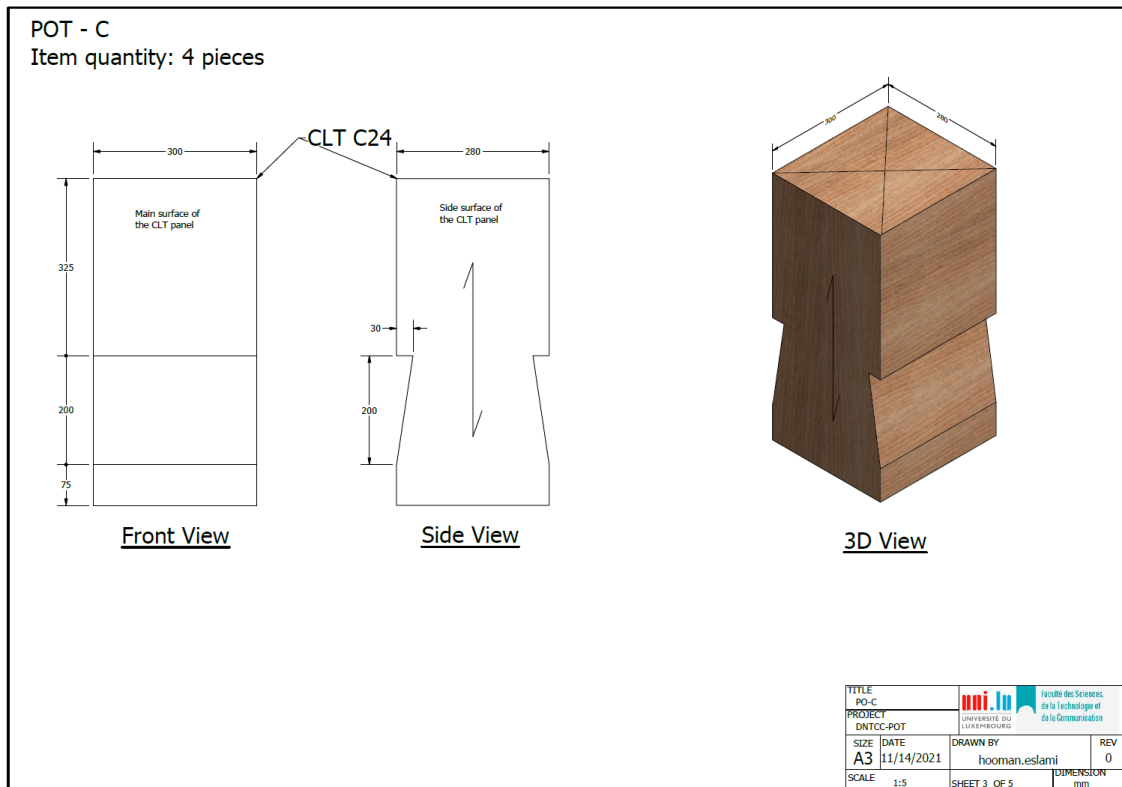 POT - C
Item quantity: 4 pieces
CLT C24
300
280
300
280
Main surface of
the CLT panel
Side surface of
the CLT panel
325
30
200
200
75
Front View
Side View
3D View
TITLE
PO-C
PROJECT
DNTCC-POT
uni.lu
UNIVERSITÉ DU
LUXEMBOURG
Faculté des Sciences,
de la Technologie et
de la Communication
SIZE
A3
DATE
11/14/2021
DRAWN BY
hooman.eslami
REV
0
SCALE
1:5
SHEET 3 OF 5
DIMENSION
mm